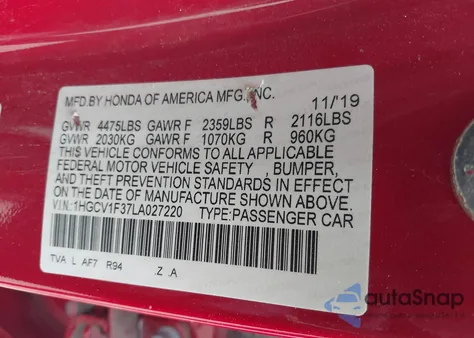 MFD.BY HONDA OF AMERICA MFG.,INC. 11/'19
GVWR 4475LBS GAWR F 2359LBS R 2116LBS
GVWR 2030KG GAWR F 1070KG R 960KG
THIS VEHICLE CONFORMS TO ALL APPLICABLE
FEDERAL MOTOR VEHICLE SAFETY , BUMPER,
AND THEFT PREVENTION STANDARDS IN EFFECT
ON THE DATE OF MANUFACTURE SHOWN ABOVE.
V.I.N.:1HGCV1F37LA027220 TYPE:PASSENGER CAR
TVA L AF7 R94 .Z .A
autoSnap